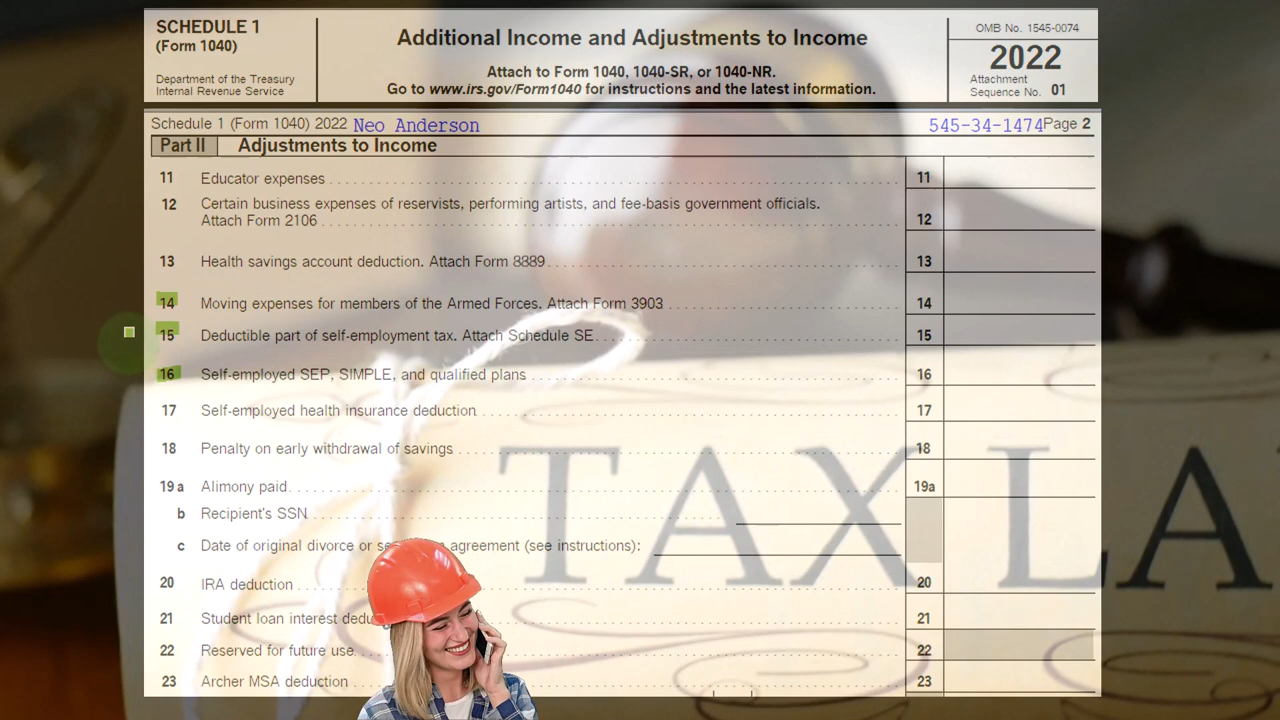 SCHEDULE 1
(Form 1040)
Department of the Treasury
Internal Revenue Service
Additional Income and Adjustments to Income
Attach to Form 1040, 1040-SR, or 1040-NR.
Go to www.irs.gov/Form1040 for instructions and the latest information.
OMB No. 1545-0074
2022
Attachment
Sequence No. 01
Schedule 1 (Form 1040) 2022 Neo Anderson 545-34-1474 Page 2
Part II Adjustments to Income
11 Educator expenses 11
12 Certain business expenses of reservists, performing artists, and fee-basis government officials.
Attach Form 2106 12
13 Health savings account deduction. Attach Form 8889 13
14 Moving expenses for members of the Armed Forces. Attach Form 3903 14
15 Deductible part of self-employment tax. Attach Schedule SE 15
16 Self-employed SEP, SIMPLE, and qualified plans 16
17 Self-employed health insurance deduction 17
18 Penalty on early withdrawal of savings 18
19a Alimony paid 19a
b Recipient's SSN
c Date of original divorce or agreement (see instructions):
20 IRA deduction 20
21 Student loan interest 21
22 Reserved for future use 22
23 Archer MSA deduction 23
TAX LA